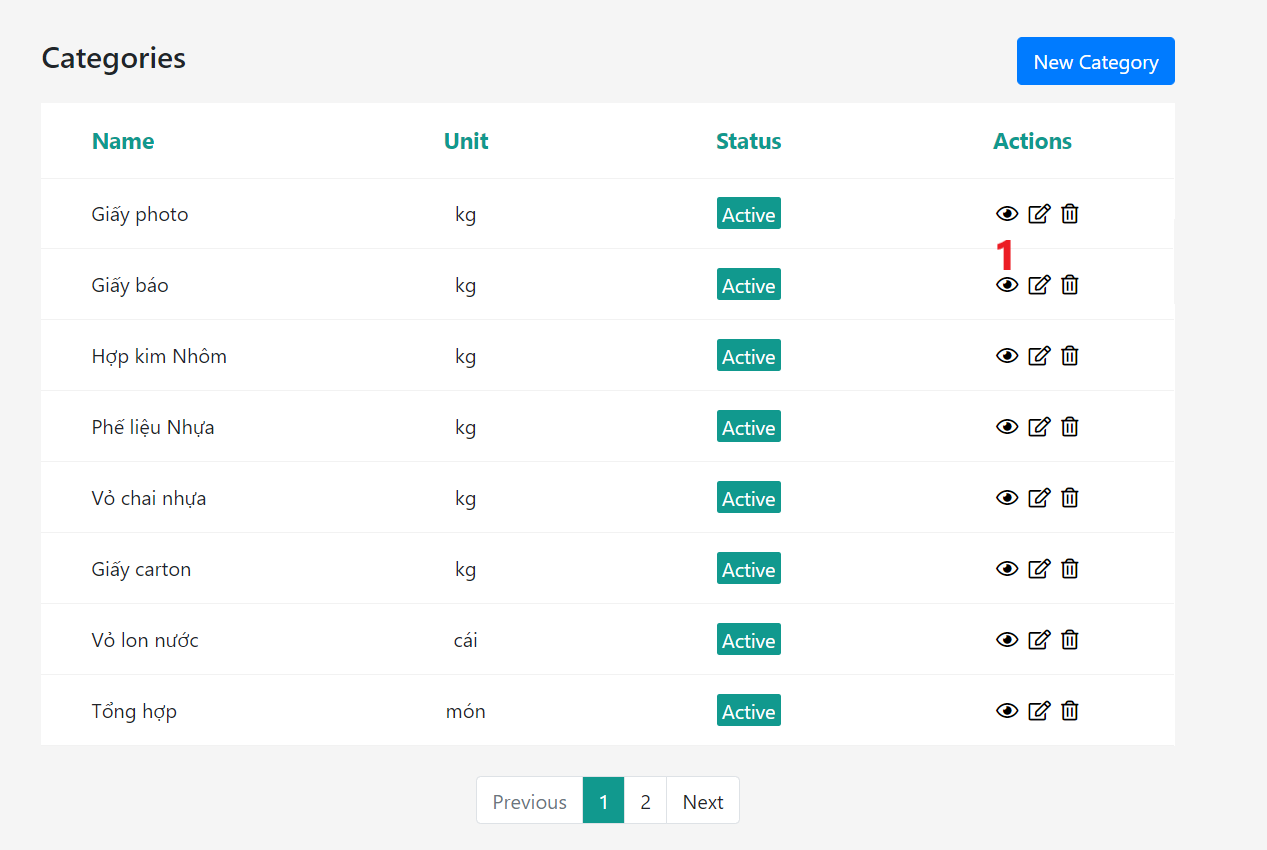 Categories
New Category
Name Unit Status Actions
Giấy photo kg Active
1
Giấy báo kg Active
Hợp kim Nhôm kg Active
Phế liệu Nhựa kg Active
Vỏ chai nhựa kg Active
Giấy carton kg Active
Vỏ lon nước cái Active
Tổng hợp món Active
Previous 1 2 Next